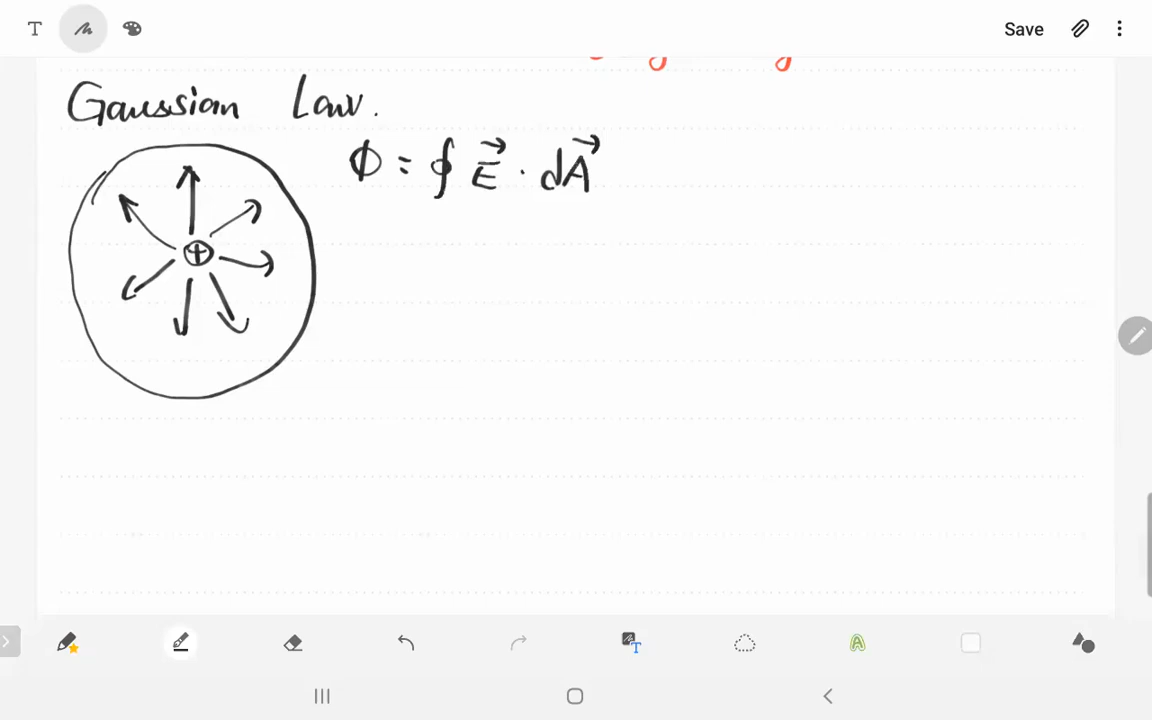 T
Save
Gaussian Law.
Φ = ∮ E⃗ · dA⃗
+